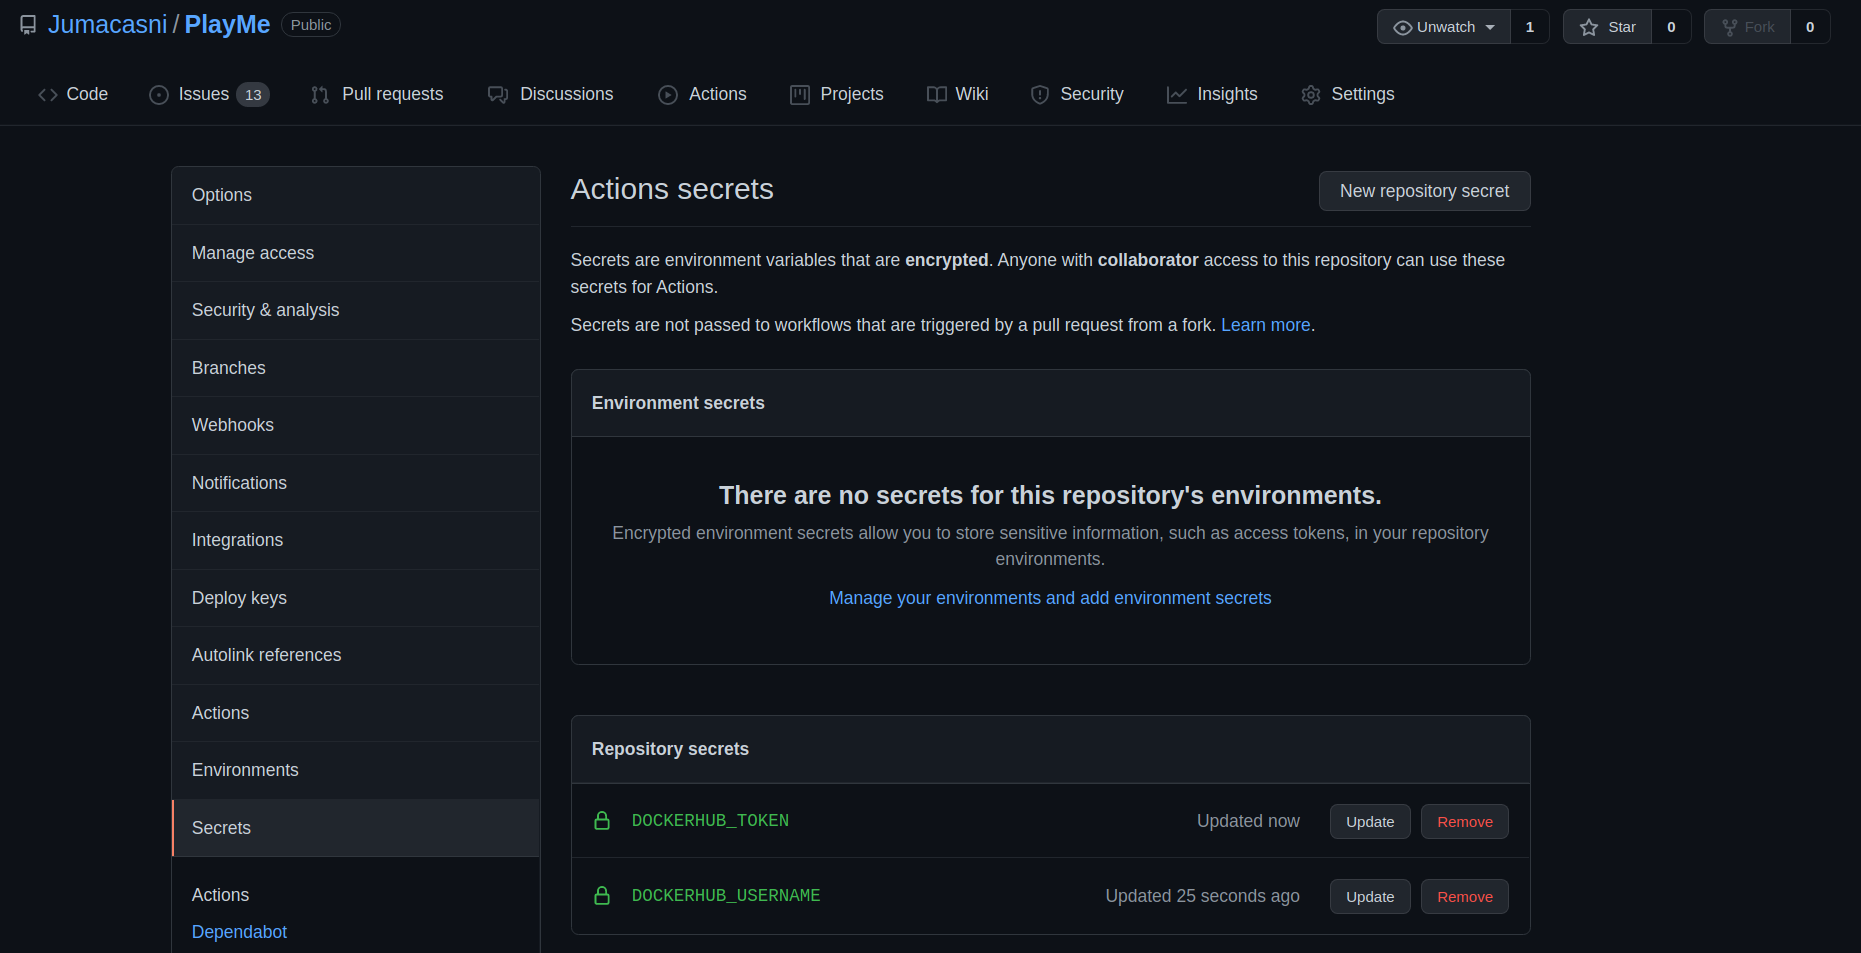 Jumacasni / PlayMe Public
Unwatch 1 Star 0 Fork 0
Code Issues 13 Pull requests Discussions Actions Projects Wiki Security Insights Settings
Options
Manage access
Security & analysis
Branches
Webhooks
Notifications
Integrations
Deploy keys
Autolink references
Actions
Environments
Secrets
Actions
Dependabot
Actions secrets
New repository secret
Secrets are environment variables that are encrypted. Anyone with collaborator access to this repository can use these
secrets for Actions.
Secrets are not passed to workflows that are triggered by a pull request from a fork. Learn more.
Environment secrets
There are no secrets for this repository's environments.
Encrypted environment secrets allow you to store sensitive information, such as access tokens, in your repository
environments.
Manage your environments and add environment secrets
Repository secrets
DOCKERHUB_TOKEN Updated now Update Remove
DOCKERHUB_USERNAME Updated 25 seconds ago Update Remove